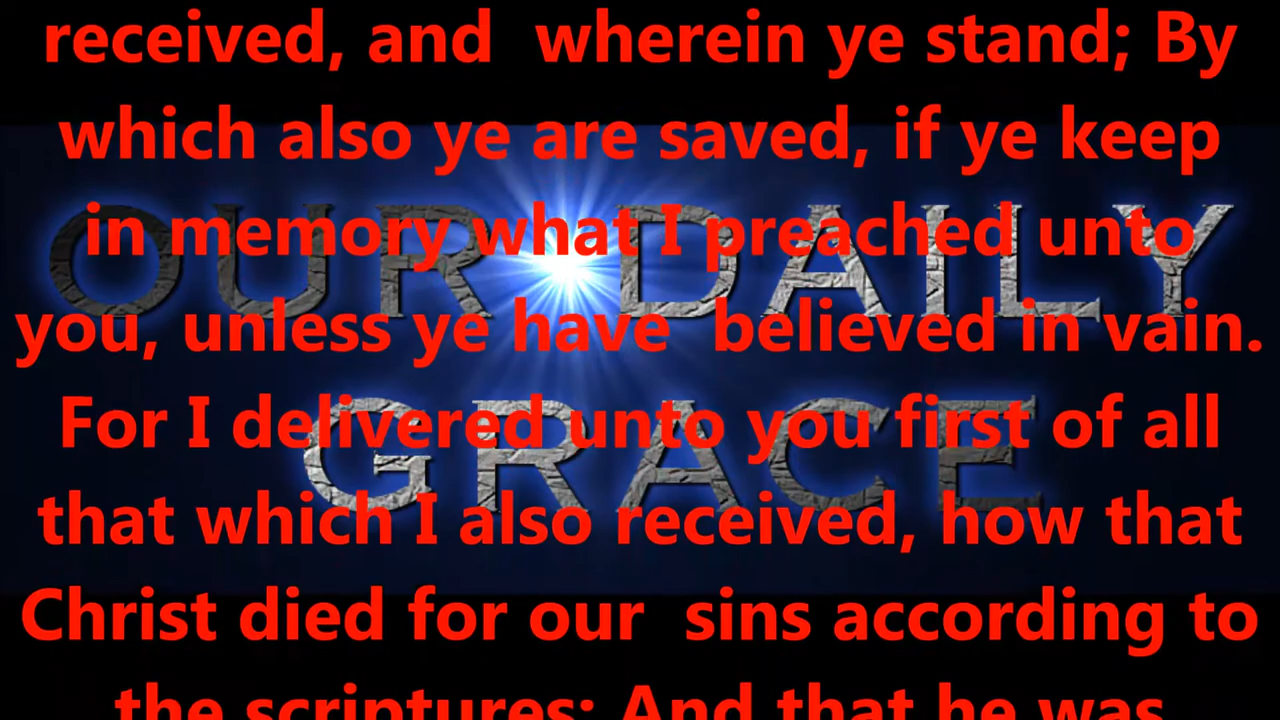 received, and  wherein ye stand; By
which also ye are saved, if ye keep
in memory what I preached unto
you, unless ye have  believed in vain.
For I delivered unto you first of all
that which I also received, how that
Christ died for our  sins according to
the scriptures; And that he was
OUR DAILY
GRACE